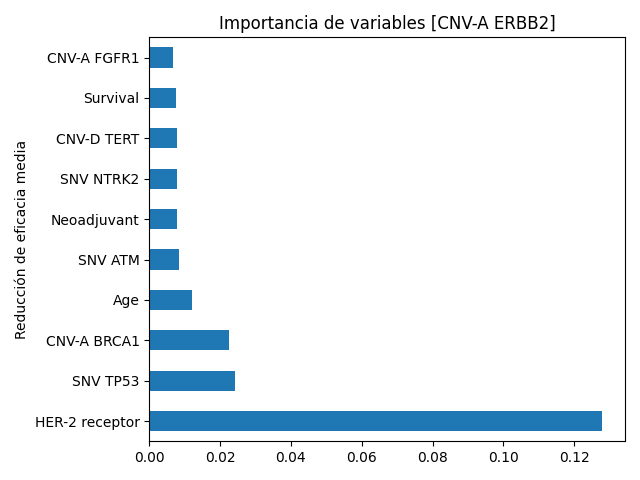 Importancia de variables [CNV-A ERBB2]
Reducción de eficacia media
CNV-A FGFR1
Survival
CNV-D TERT
SNV NTRK2
Neoadjuvant
SNV ATM
Age
CNV-A BRCA1
SNV TP53
HER-2 receptor
0.00 0.02 0.04 0.06 0.08 0.10 0.12